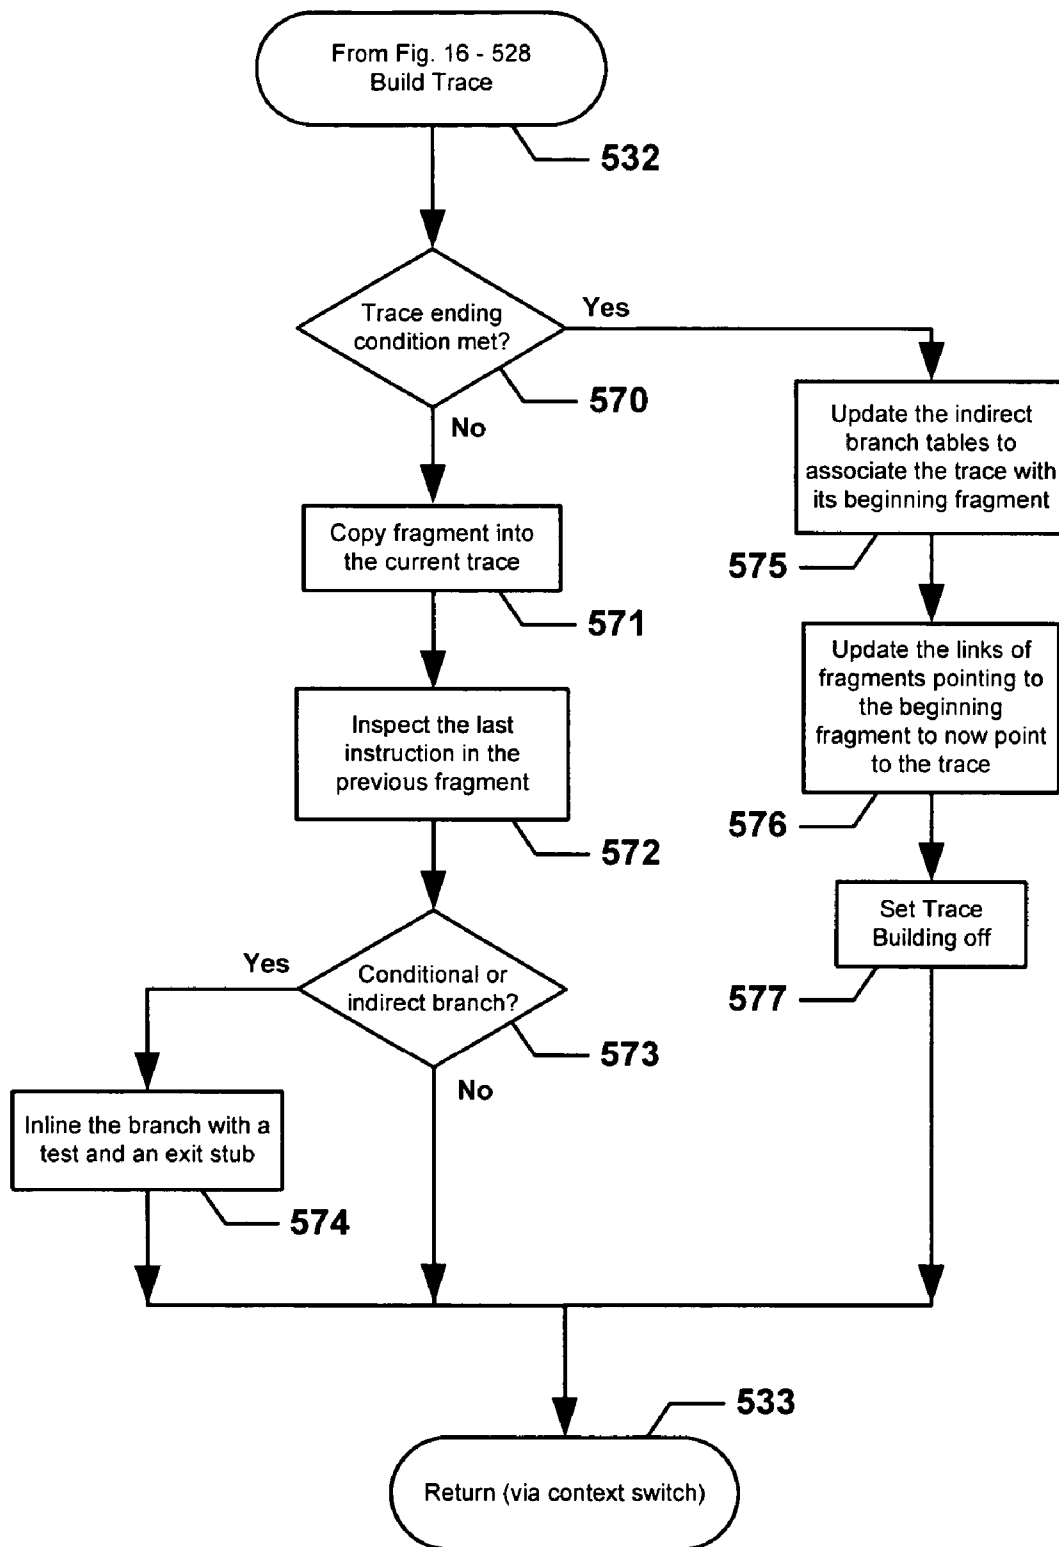 From Fig. 16 - 528
Build Trace
532
Trace ending
condition met?
Yes
570
No
Update the indirect
branch tables to
associate the trace with
its beginning fragment
575
Copy fragment into
the current trace
571
Update the links of
fragments pointing to
the beginning
fragment to now point
to the trace
576
Inspect the last
instruction in the
previous fragment
572
Set Trace
Building off
577
Conditional or
indirect branch?
Yes
573
No
Inline the branch with a
test and an exit stub
574
533
Return (via context switch)